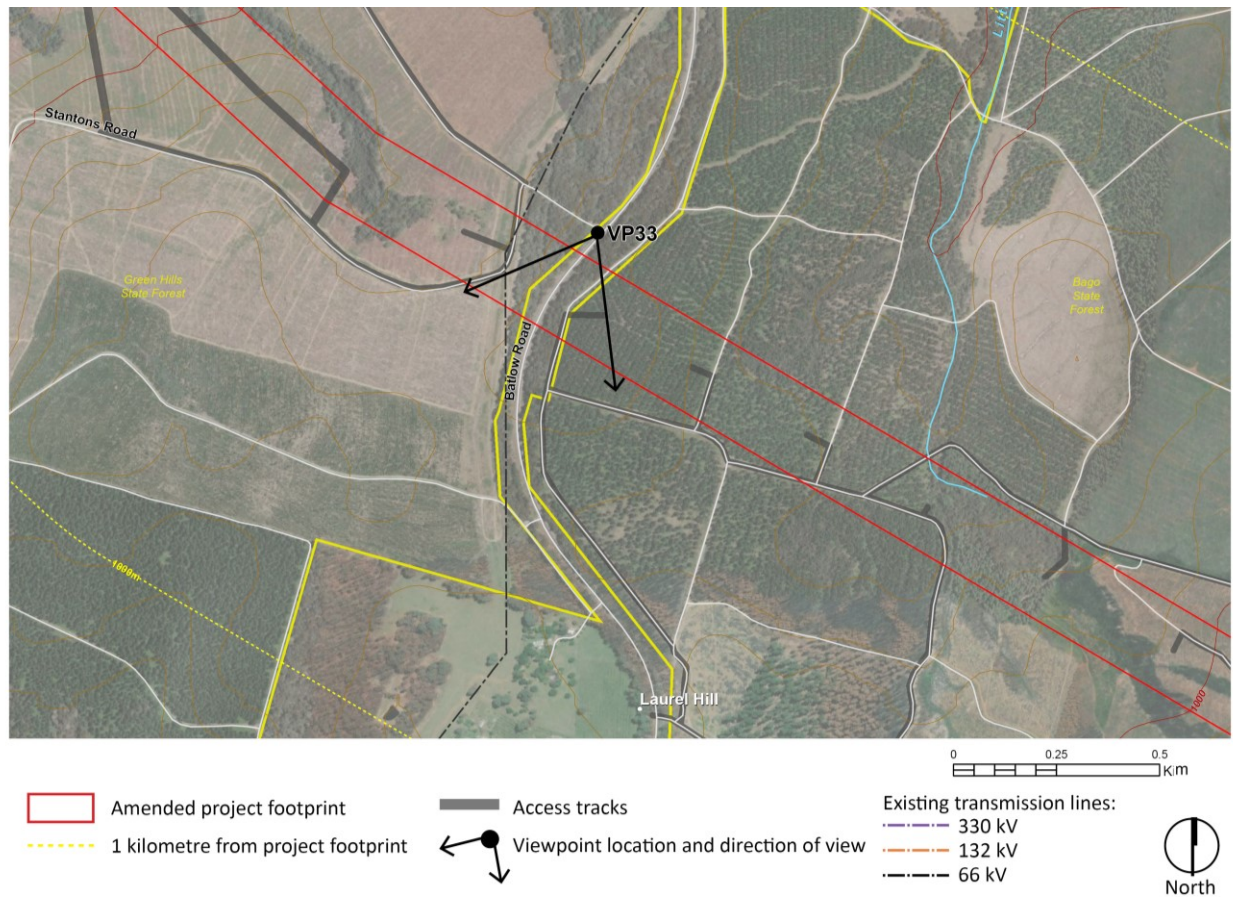 Lit
Stantons Road
VP33
Green Hills
State Forest
Bago
State
Forest
Batlow Road
1000m
Laurel Hill
1000
0 0.25 0.5
Kim
Amended project footprint
1 kilometre from project footprint
Access tracks
Viewpoint location and direction of view
Existing transmission lines:
330 kV
132 kV
66 kV
North